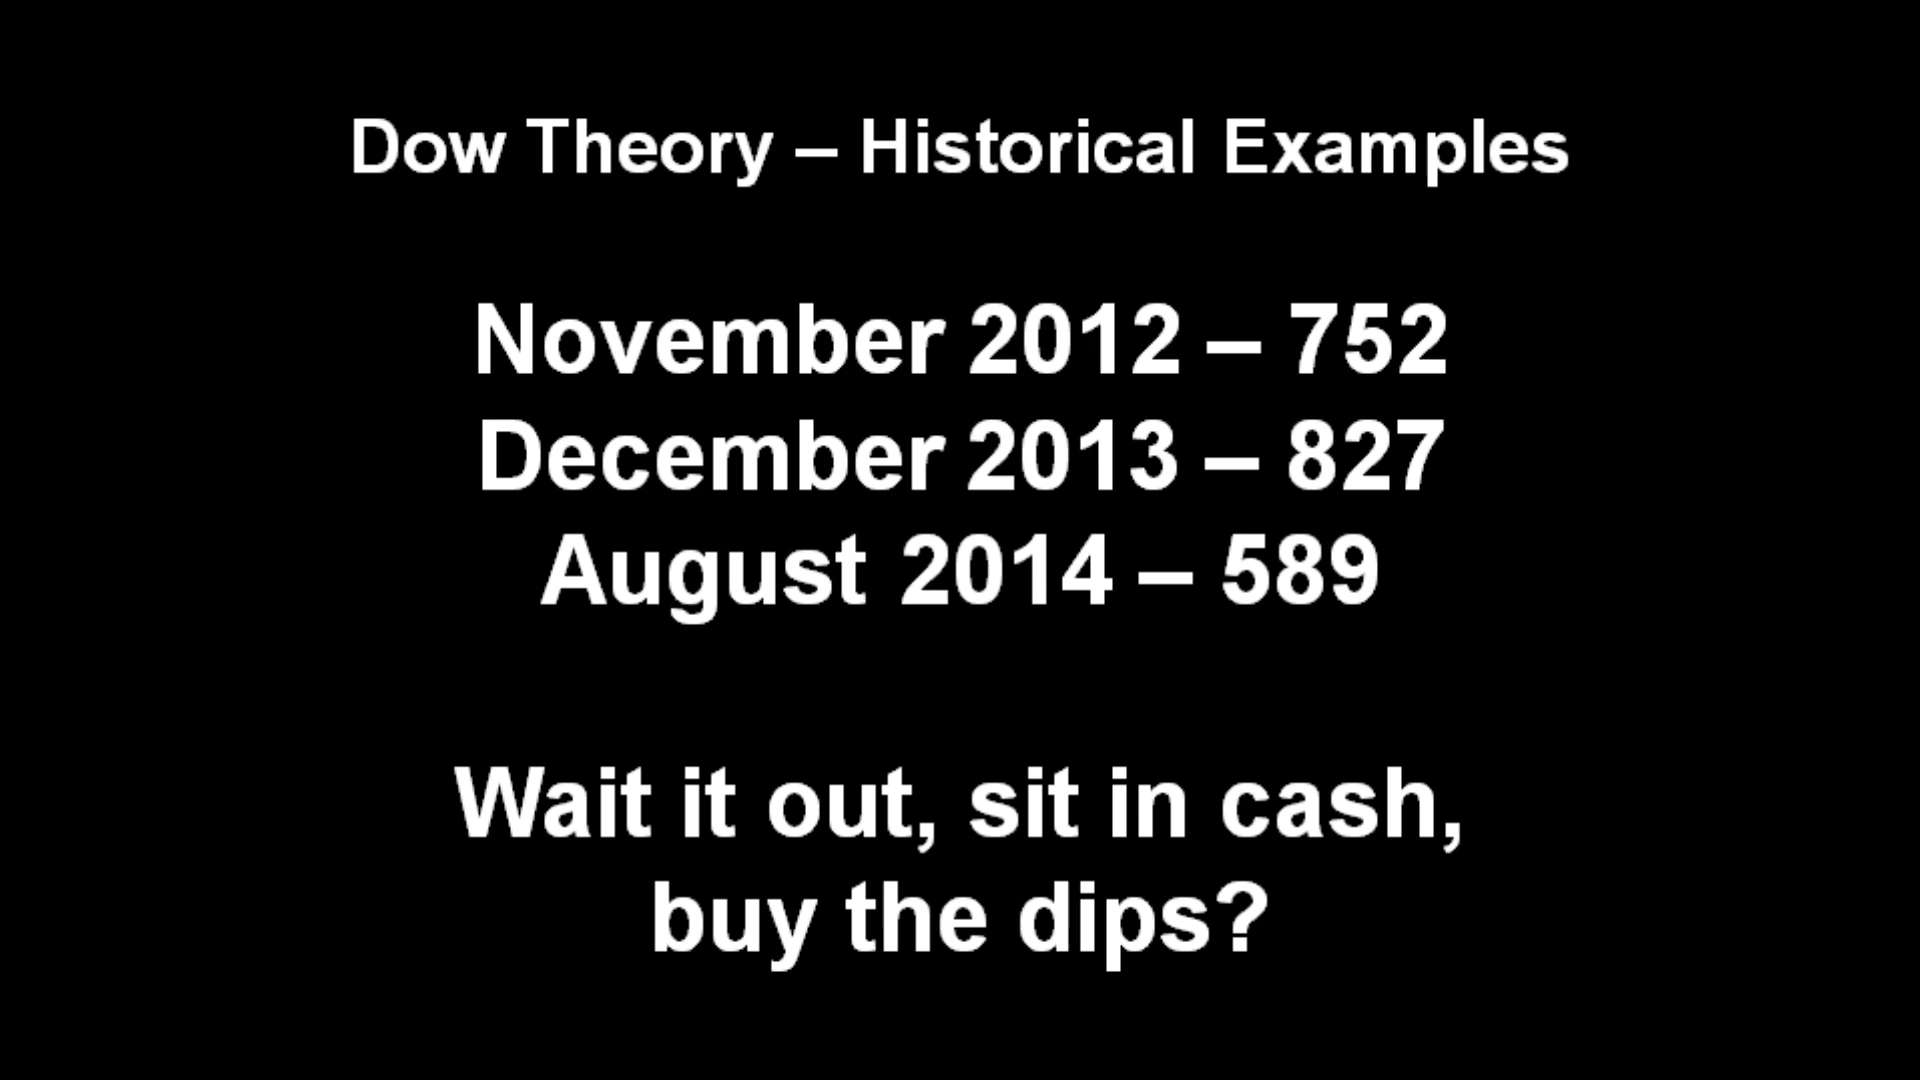 Dow Theory – Historical Examples
November 2012 – 752
December 2013 – 827
August 2014 – 589
Wait it out, sit in cash,
buy the dips?